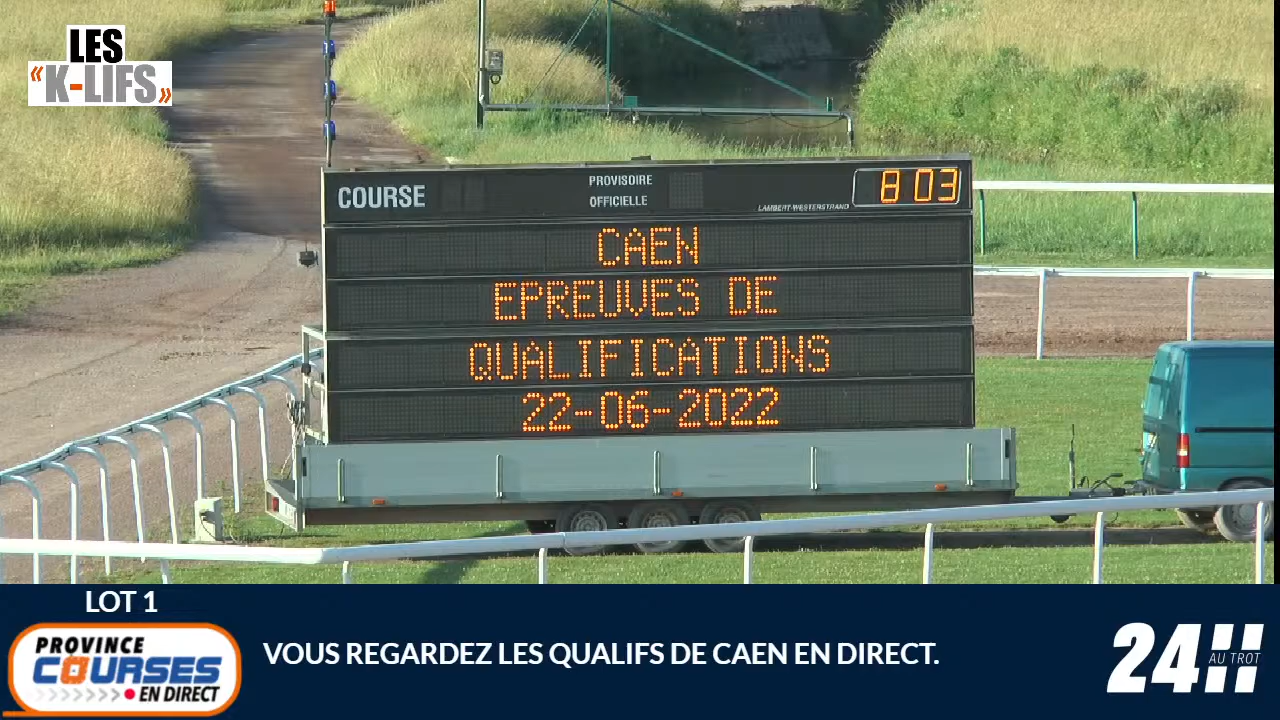 LES
«K-LIFS»
COURSE
PROVISOIRE
OFFICIELLE
LAMBERT-WESTERSTRAND
8 03
CAEN
EPREUVES DE
QUALIFICATIONS
22-06-2022
LOT 1
PROVINCE
COURSES
EN DIRECT
VOUS REGARDEZ LES QUALIFS DE CAEN EN DIRECT.
24H
AU TROT